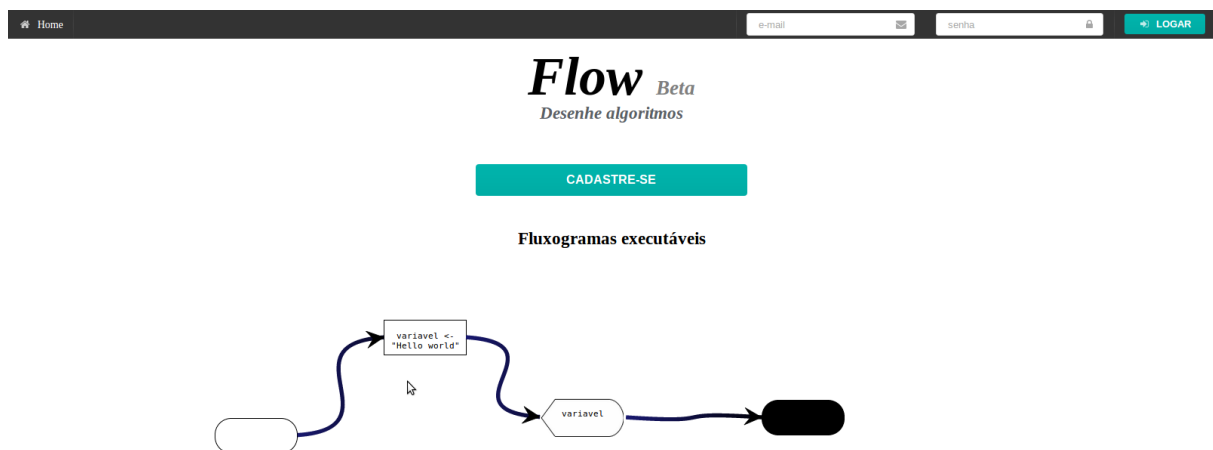 Home
e-mail
senha
LOGAR
Flow Beta
Desenhe algoritmos
CADASTRE-SE
Fluxogramas executáveis
variavel <-
"Hello world"
variavel